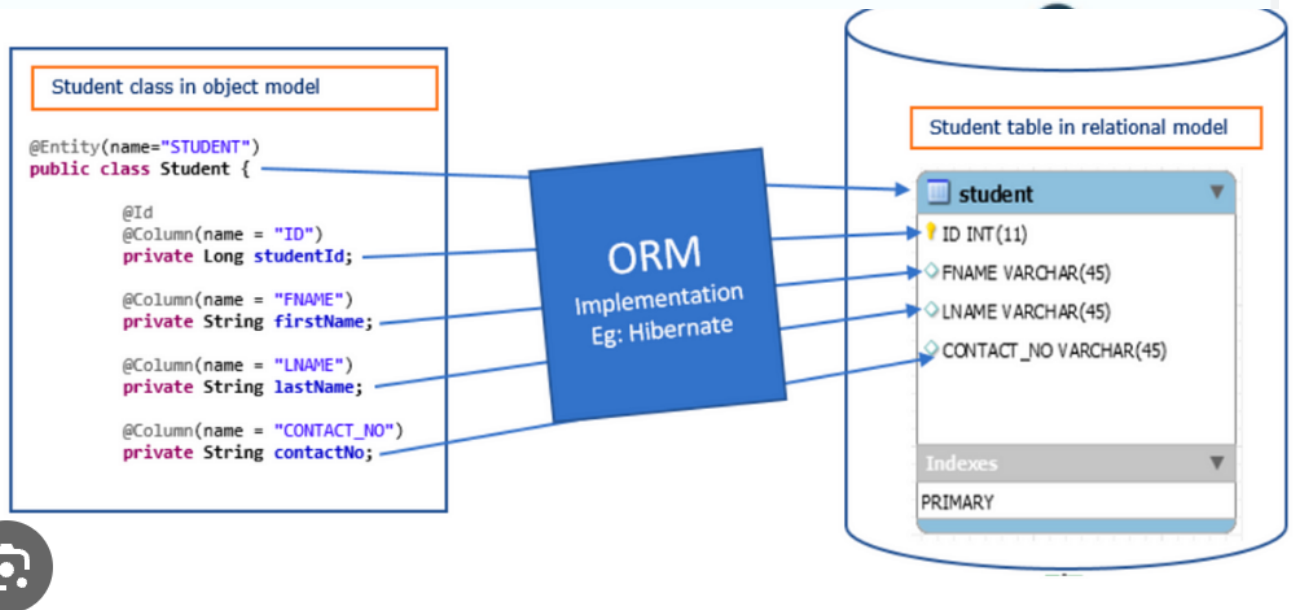 Student class in object model
@Entity(name="STUDENT")
public class Student {
@Id
@Column(name = "ID")
private Long studentId;
@Column(name = "FNAME")
private String firstName;
@Column(name = "LNAME")
private String lastName;
@Column(name = "CONTACT_NO")
private String contactNo;
ORM
Implementation
Eg: Hibernate
Student table in relational model
student
ID INT(11)
FNAME VARCHAR(45)
LNAME VARCHAR(45)
CONTACT_NO VARCHAR(45)
Indexes
PRIMARY